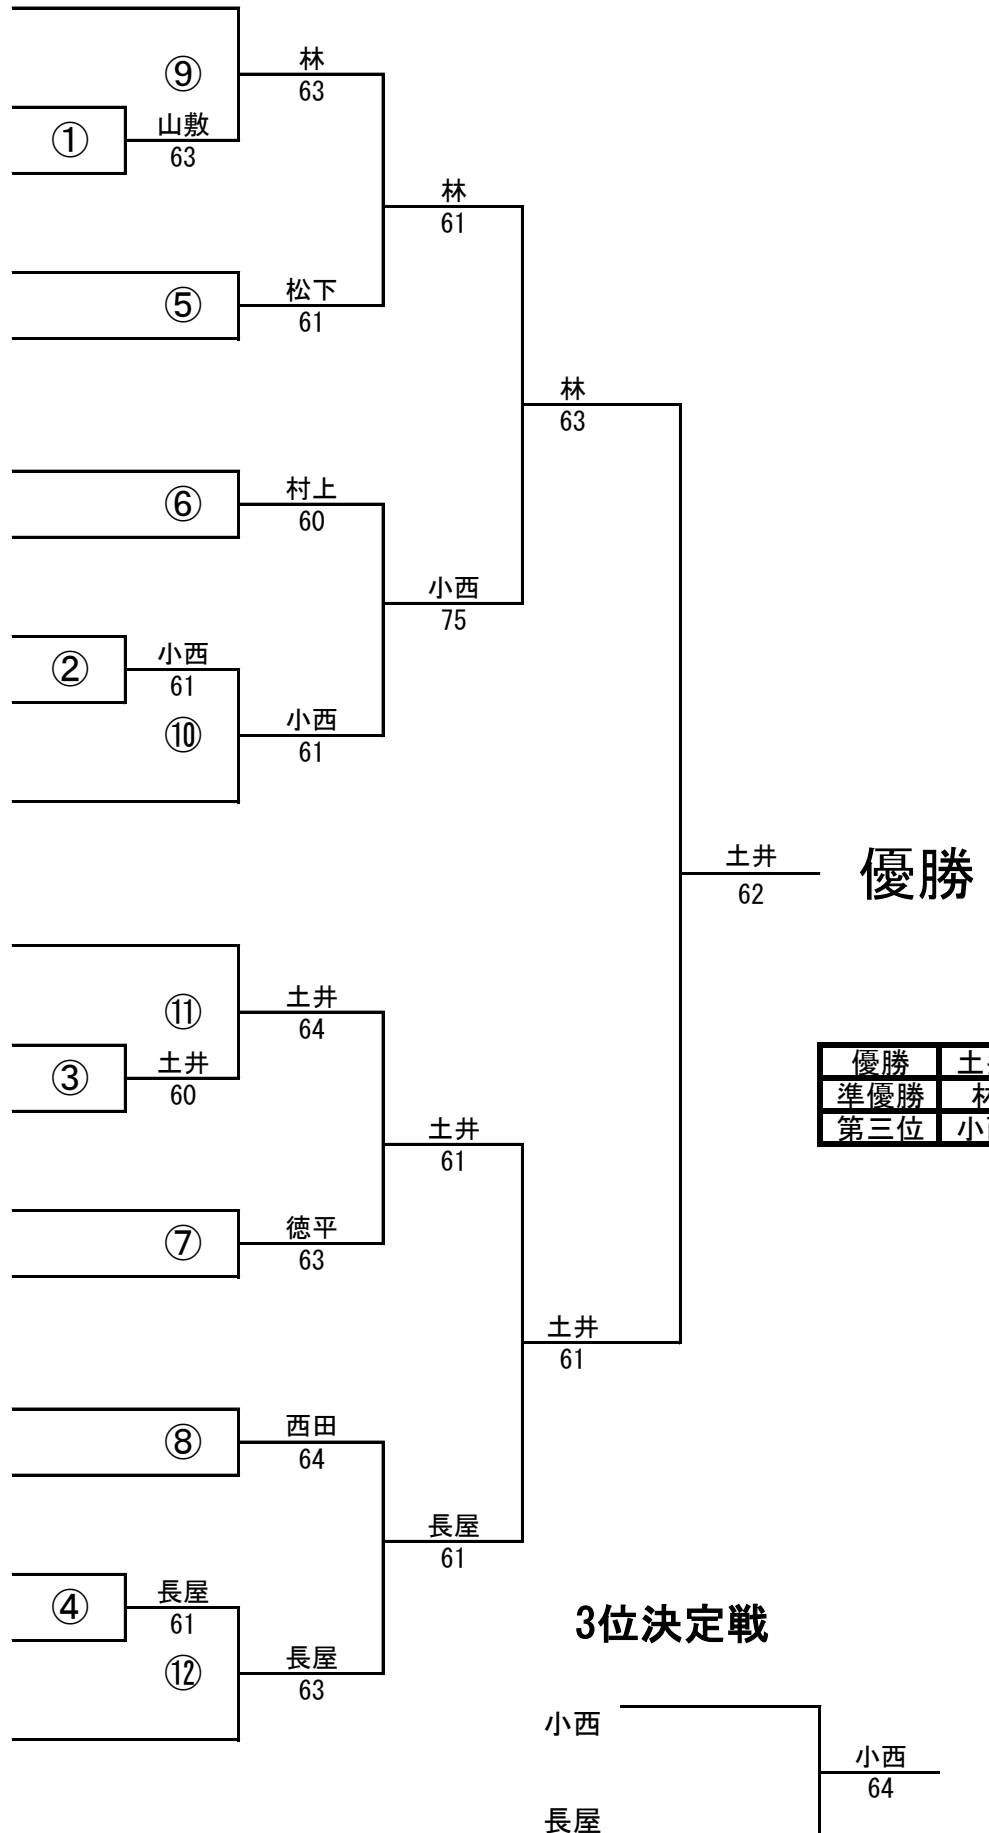 林
⑨
63
山敷
①
63
林
61
松下
⑤
61
林
63
村上
⑥
60
小西
75
小西
②
61
小西
⑩
61
土井
62
優勝
土井
⑪
64
土井
③
60
優勝 土
準優勝
第三位 小
土井
61
徳平
⑦
63
土井
61
西田
⑧
64
長屋
61
長屋
④
61
3位決定戦
長屋
⑫
63
小西
小西
64
長屋